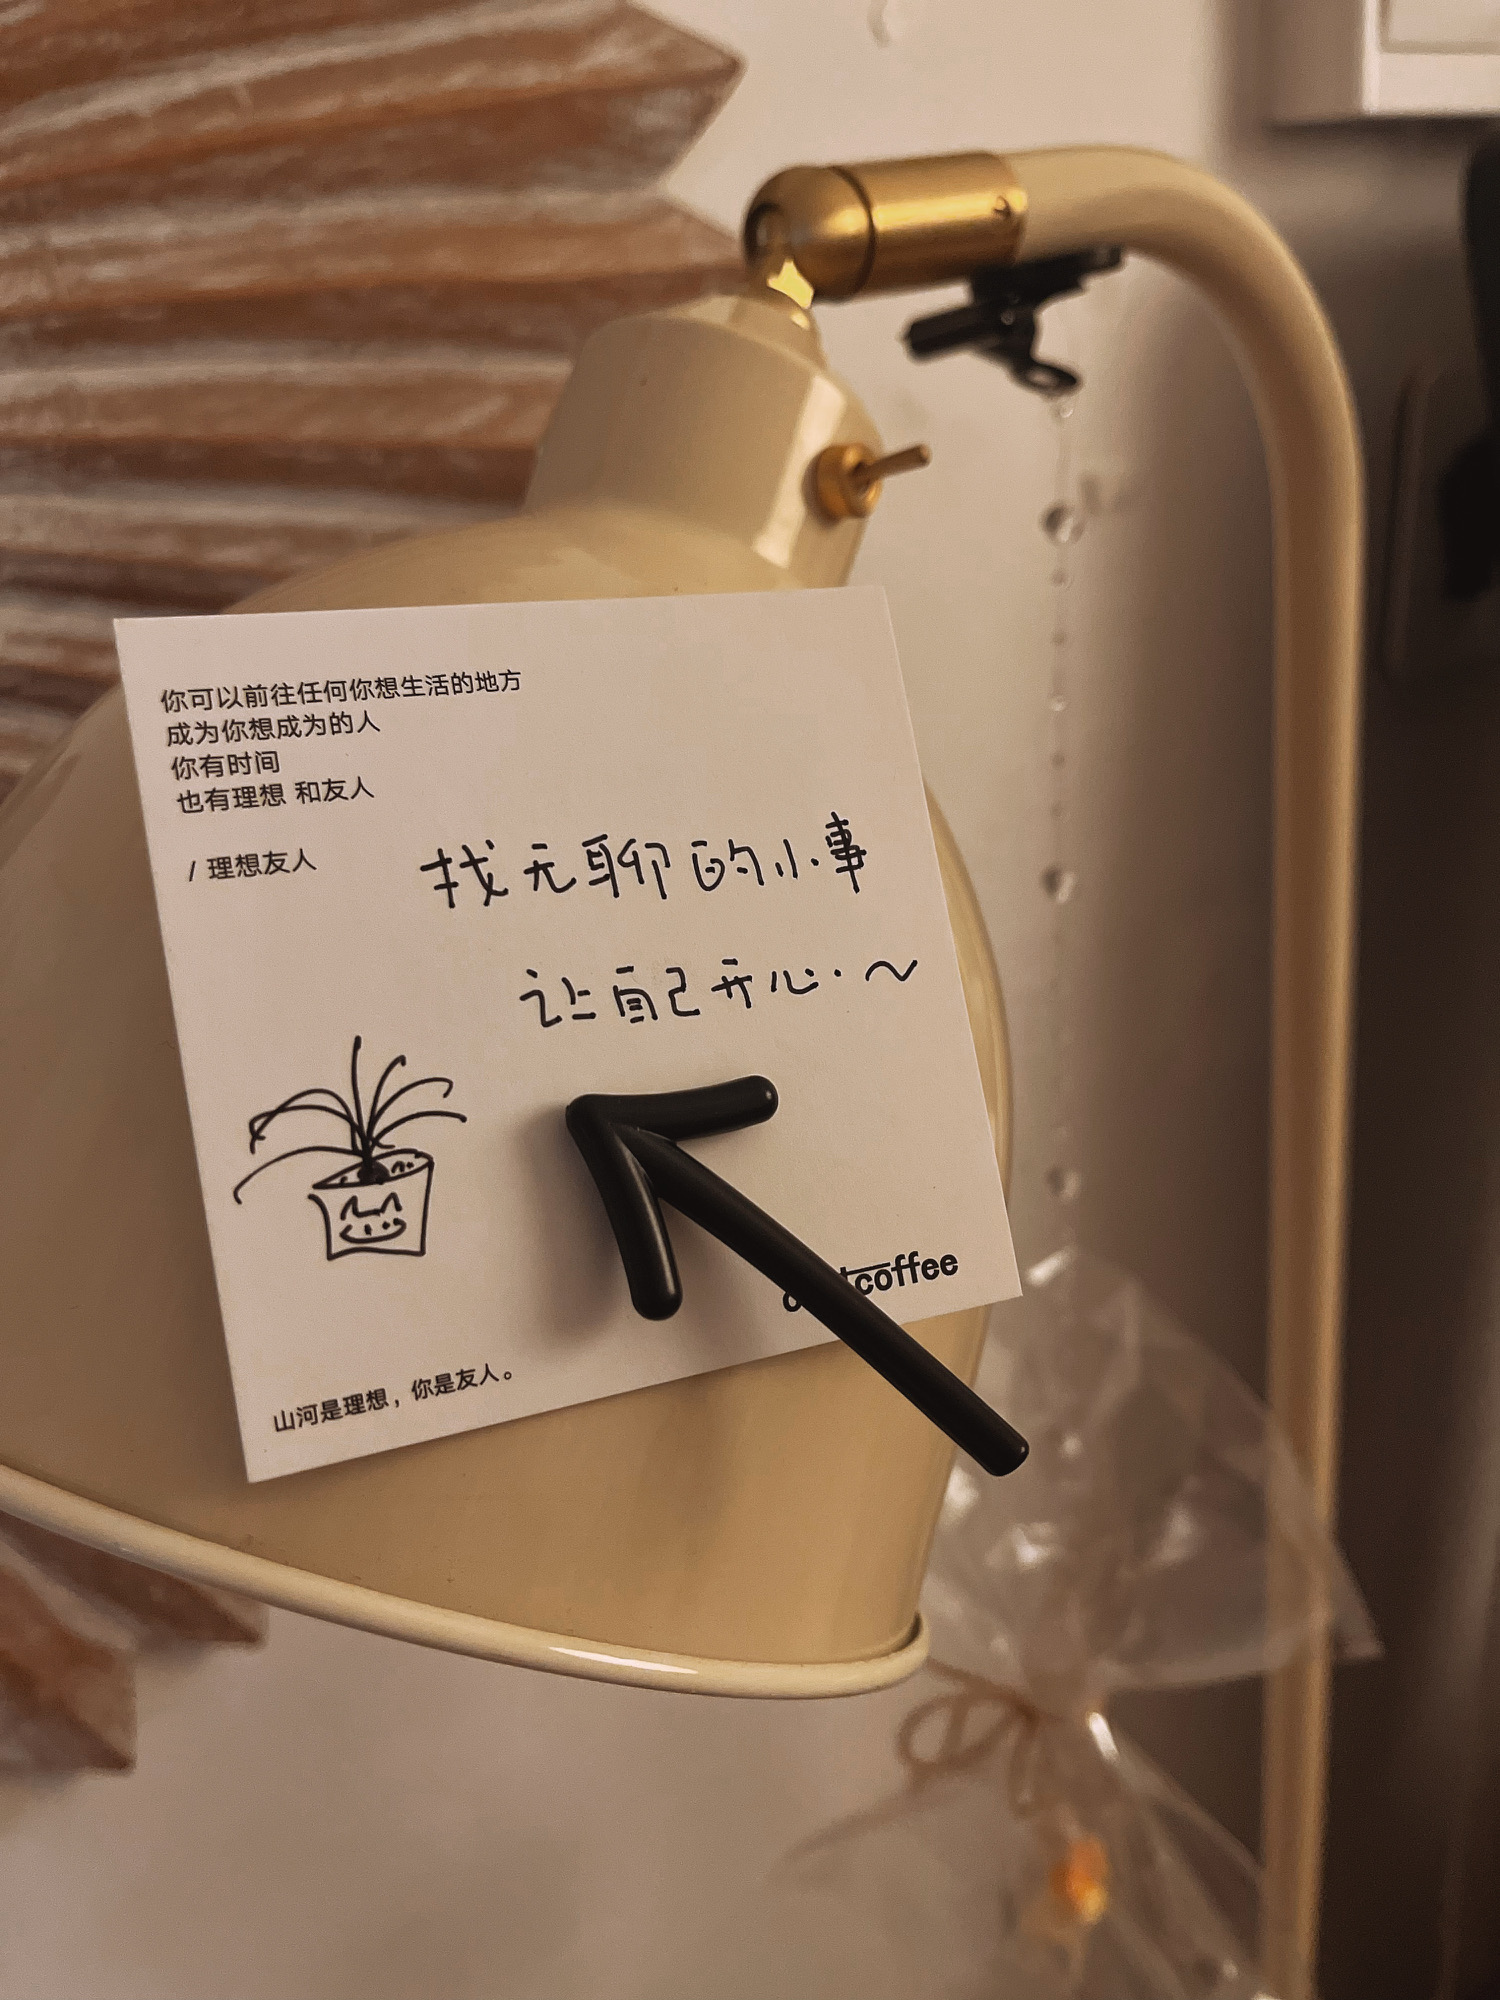 你可以前往任何你想生活的地方
成为你想成为的人
你有时间
也有理想 和友人
/ 理想友人
找无聊的小事
让自己开心·~
coffee
山河是理想，你是友人。